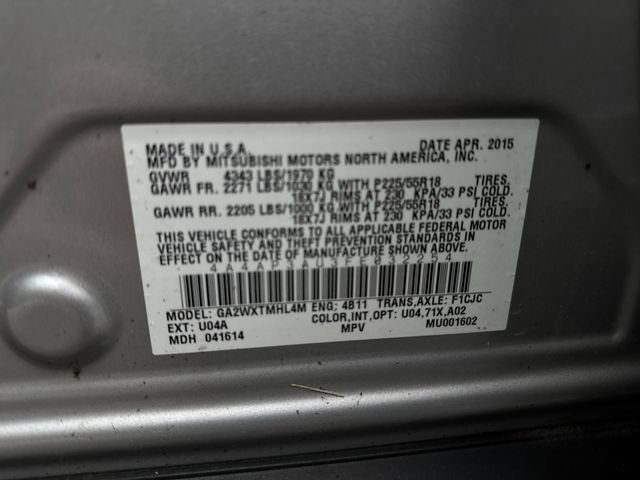 MADE IN U.S.A. DATE APR. 2015
MFD BY MITSUBISHI MOTORS NORTH AMERICA, INC.
GVWR 4343 LBS/1970 KG
GAWR FR. 2271 LBS/1030 KG WITH P225/55R18 TIRES,
18X7J RIMS AT 230 KPA/33 PSI COLD.
GAWR RR. 2205 LBS/1000 KG WITH P225/55R18 TIRES,
18X7J RIMS AT 230 KPA/33 PSI COLD.
THIS VEHICLE CONFORMS TO ALL APPLICABLE FEDERAL MOTOR
VEHICLE SAFETY AND THEFT PREVENTION STANDARDS IN
EFFECT ON THE DATE OF MANUFACTURE SHOWN ABOVE.
MODEL: GA2WXTMHL4M ENG: 4B11 TRANS,AXLE: F1CJC
EXT: U04A COLOR,INT,OPT: U04,71X,A02
MDH 041614 MPV MU001602